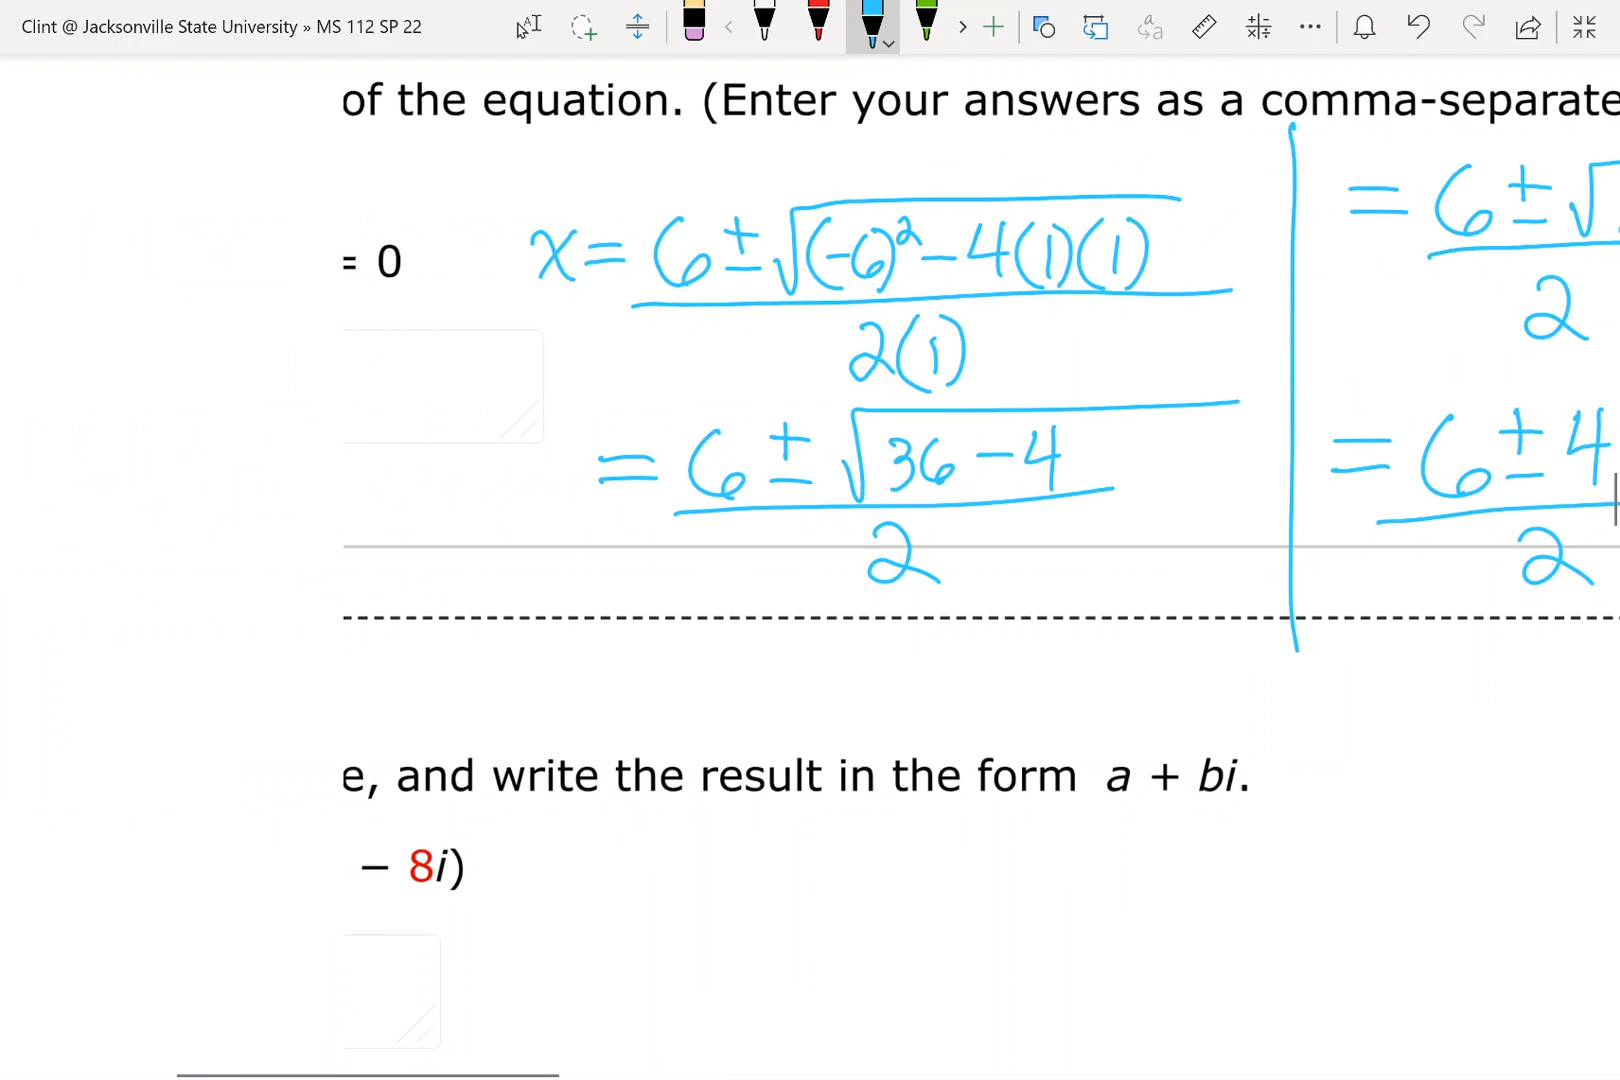 Clint @ Jacksonville State University » MS 112 SP 22
of the equation. (Enter your answers as a comma-separate
= 0
x = 6 ± √(-6)² - 4(1)(1)
2(1)
= 6 ± √36 - 4
2
= 6 ± √
2
= 6 ± 4
2
e, and write the result in the form a + bi.
− 8i)